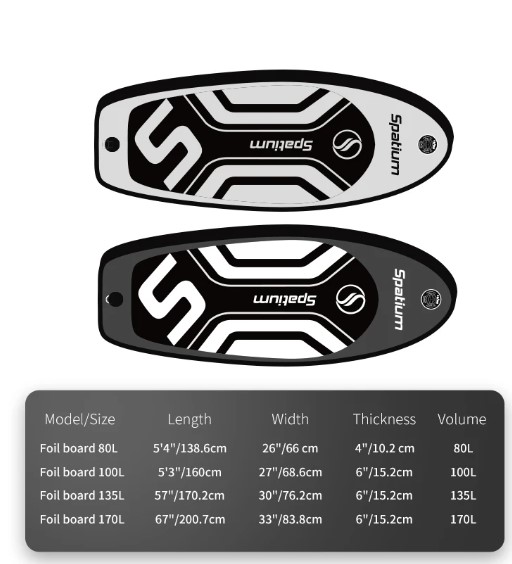 Spatium
Spatium
Spatium
Spatium
Model/Size Length Width Thickness Volume
Foil board 80L 5'4"/138.6cm 26"/66 cm 4"/10.2 cm 80L
Foil board 100L 5'3"/160cm 27"/68.6cm 6"/15.2cm 100L
Foil board 135L 57"/170.2cm 30"/76.2cm 6"/15.2cm 135L
Foil board 170L 67"/200.7cm 33"/83.8cm 6"/15.2cm 170L